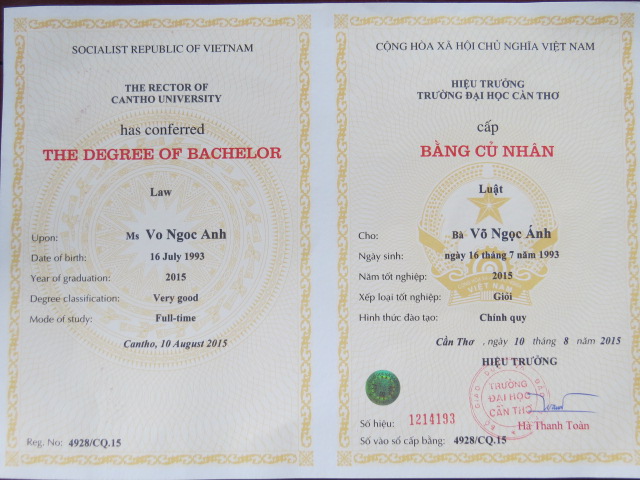 SOCIALIST REPUBLIC OF VIETNAM
THE RECTOR OF
CANTHO UNIVERSITY
has conferred
THE DEGREE OF BACHELOR
Law
Upon: Ms Vo Ngoc Anh
Date of birth: 16 July 1993
Year of graduation: 2015
Degree classification: Very good
Mode of study: Full-time
Cantho, 10 August 2015
Reg. No: 4928/CQ.15
CỘNG HÒA XÃ HỘI CHỦ NGHĨA VIỆT NAM
HIỆU TRƯỞNG
TRƯỜNG ĐẠI HỌC CẦN THƠ
cấp
BẰNG CỬ NHÂN
Luật
VIỆT NAM
Cho: Bà Võ Ngọc Ánh
Ngày sinh: ngày 16 tháng 7 năm 1993
Năm tốt nghiệp: 2015
Xếp loại tốt nghiệp: Giỏi
Hình thức đào tạo: Chính quy
Cần Thơ , ngày 10 tháng 8 năm 2015
HIỆU TRƯỞNG
TRƯỜNG
ĐẠI HỌC
CẦN THƠ
Hà Thanh Toàn
Số hiệu: 1214193
Số vào sổ cấp bằng: 4928/CQ.15